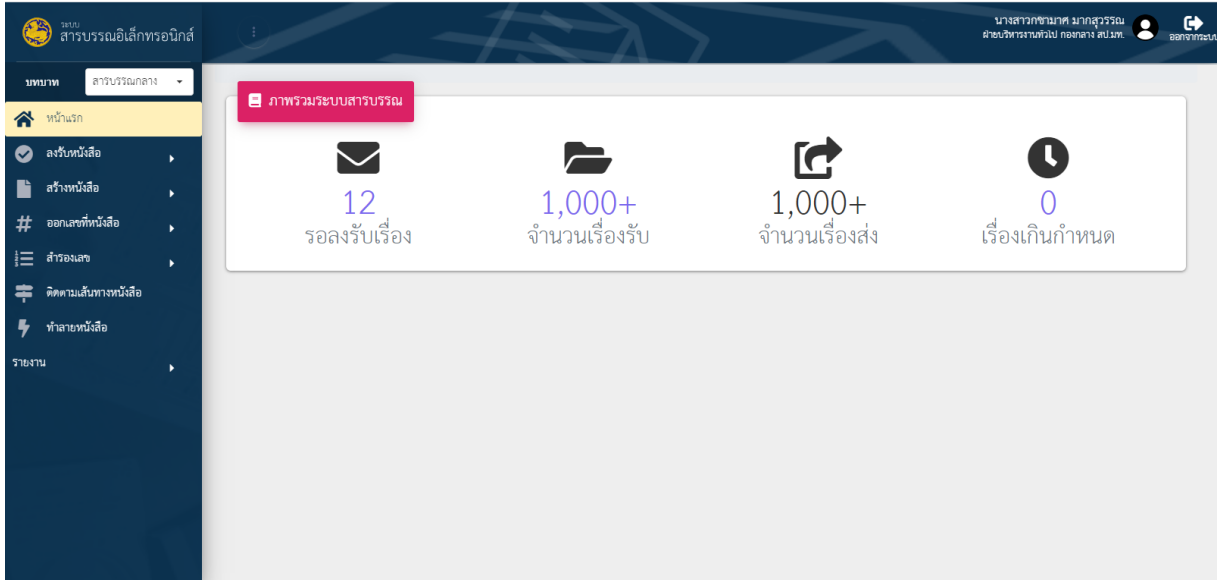 ระบบ
สารบรรณอิเล็กทรอนิกส์
นางสาวกชามาศ มากสุวรรณ
ฝ่ายบริหารงานทั่วไป กองกลาง สป.มท.
ออกจากระบบ
บทบาท
สารบรรณกลาง
หน้าแรก
ลงรับหนังสือ
สร้างหนังสือ
ออกเลขที่หนังสือ
สำรองเลข
ติดตามเส้นทางหนังสือ
ทำลายหนังสือ
รายงาน
ภาพรวมระบบสารบรรณ
12
รอลงรับเรื่อง
1,000+
จำนวนเรื่องรับ
1,000+
จำนวนเรื่องส่ง
0
เรื่องเกินกำหนด